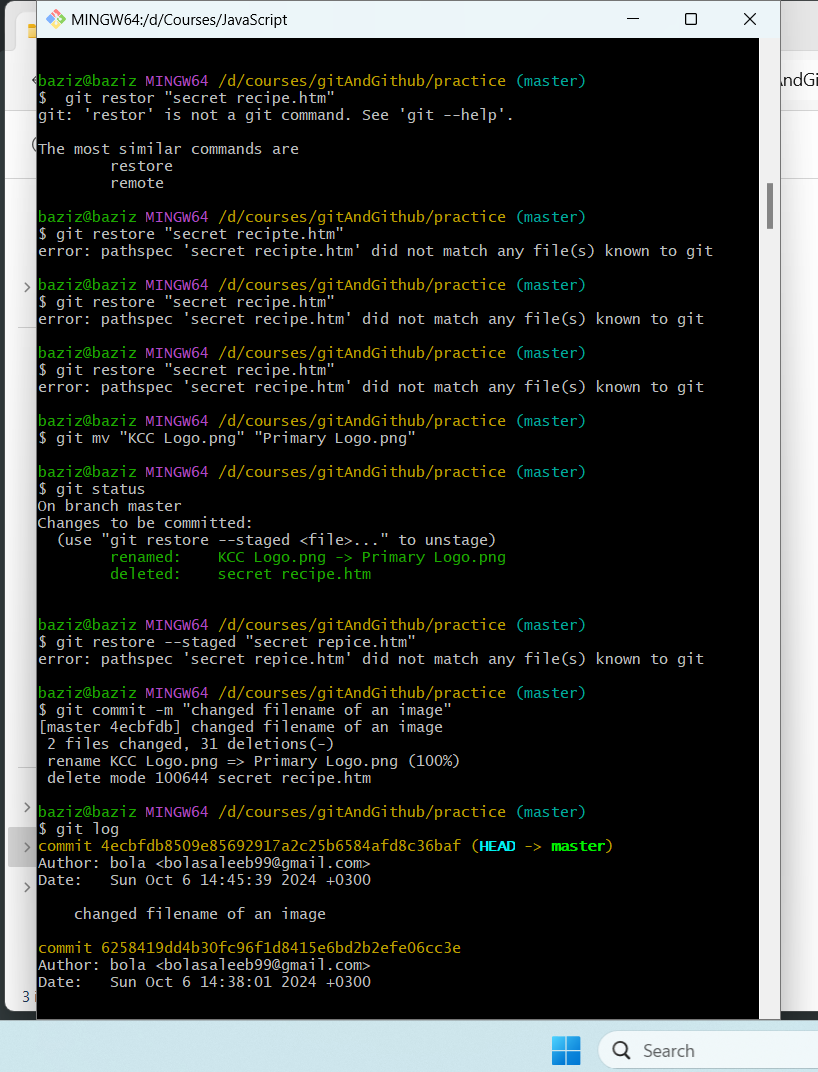 MINGW64:/d/Courses/JavaScript
AndGi
baziz@baziz MINGW64 /d/courses/gitAndGithub/practice (master)
$  git restor "secret recipe.htm"
git: 'restor' is not a git command. See 'git --help'.
The most similar commands are
restore
remote
baziz@baziz MINGW64 /d/courses/gitAndGithub/practice (master)
$ git restore "secret recipte.htm"
error: pathspec 'secret recipte.htm' did not match any file(s) known to git
baziz@baziz MINGW64 /d/courses/gitAndGithub/practice (master)
$ git restore "secret recipe.htm"
error: pathspec 'secret recipe.htm' did not match any file(s) known to git
baziz@baziz MINGW64 /d/courses/gitAndGithub/practice (master)
$ git restore "secret recipe.htm"
error: pathspec 'secret recipe.htm' did not match any file(s) known to git
baziz@baziz MINGW64 /d/courses/gitAndGithub/practice (master)
$ git mv "KCC Logo.png" "Primary Logo.png"
baziz@baziz MINGW64 /d/courses/gitAndGithub/practice (master)
$ git status
On branch master
Changes to be committed:
(use "git restore --staged <file>..." to unstage)
renamed:    KCC Logo.png -> Primary Logo.png
deleted:    secret recipe.htm
baziz@baziz MINGW64 /d/courses/gitAndGithub/practice (master)
$ git restore --staged "secret repice.htm"
error: pathspec 'secret repice.htm' did not match any file(s) known to git
baziz@baziz MINGW64 /d/courses/gitAndGithub/practice (master)
$ git commit -m "changed filename of an image"
[master 4ecbfdb] changed filename of an image
2 files changed, 31 deletions(-)
rename KCC Logo.png => Primary Logo.png (100%)
delete mode 100644 secret recipe.htm
baziz@baziz MINGW64 /d/courses/gitAndGithub/practice (master)
$ git log
commit 4ecbfdb8509e85692917a2c25b6584afd8c36baf (HEAD -> master)
Author: bola <bolasaleeb99@gmail.com>
Date:   Sun Oct 6 14:45:39 2024 +0300
changed filename of an image
commit 6258419dd4b30fc96f1d8415e6bd2b2efe06cc3e
Author: bola <bolasaleeb99@gmail.com>
Date:   Sun Oct 6 14:38:01 2024 +0300
3
Search